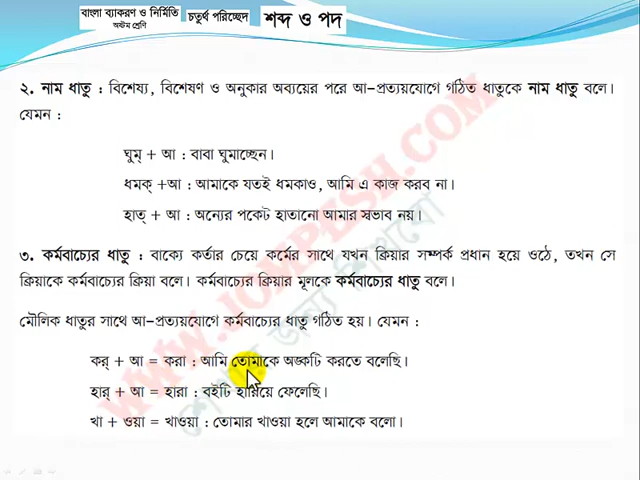 বাংলা ব্যাকরণ ও নির্মিতি
অষ্টম শ্রেণি
চতুর্থ পরিচ্ছেদ
শব্দ ও পদ
২. নাম ধাতু : বিশেষ্য, বিশেষণ ও অনুকার অব্যয়ের পরে আ-প্রত্যয়যোগে গঠিত ধাতুকে নাম ধাতু বলে।
যেমন :
ঘুম্ + আ : বাবা ঘুমাচ্ছেন।
ধমক্ +আ : আমাকে যতই ধমকাও, আমি এ কাজ করব না।
হাত্ + আ : অন্যের পকেট হাতানো আমার স্বভাব নয়।
৩. কর্মবাচ্যের ধাতু : বাক্যে কর্তার চেয়ে কর্মের সাথে যখন ক্রিয়ার সম্পর্ক প্রধান হয়ে ওঠে, তখন সে
ক্রিয়াকে কর্মবাচ্যের ক্রিয়া বলে। কর্মবাচ্যের ক্রিয়ার মূলকে কর্মবাচ্যের ধাতু বলে।
মৌলিক ধাতুর সাথে আ-প্রত্যয়যোগে কর্মবাচ্যের ধাতু গঠিত হয়। যেমন :
কর্ + আ = করা : আমি তোমাকে অঙ্কটি করতে বলেছি।
হার্ + আ = হারা : বইটি হারিয়ে ফেলেছি।
খা + ওয়া = খাওয়া : তোমার খাওয়া হলে আমাকে বলো।
WWW.JOMPESH.COM